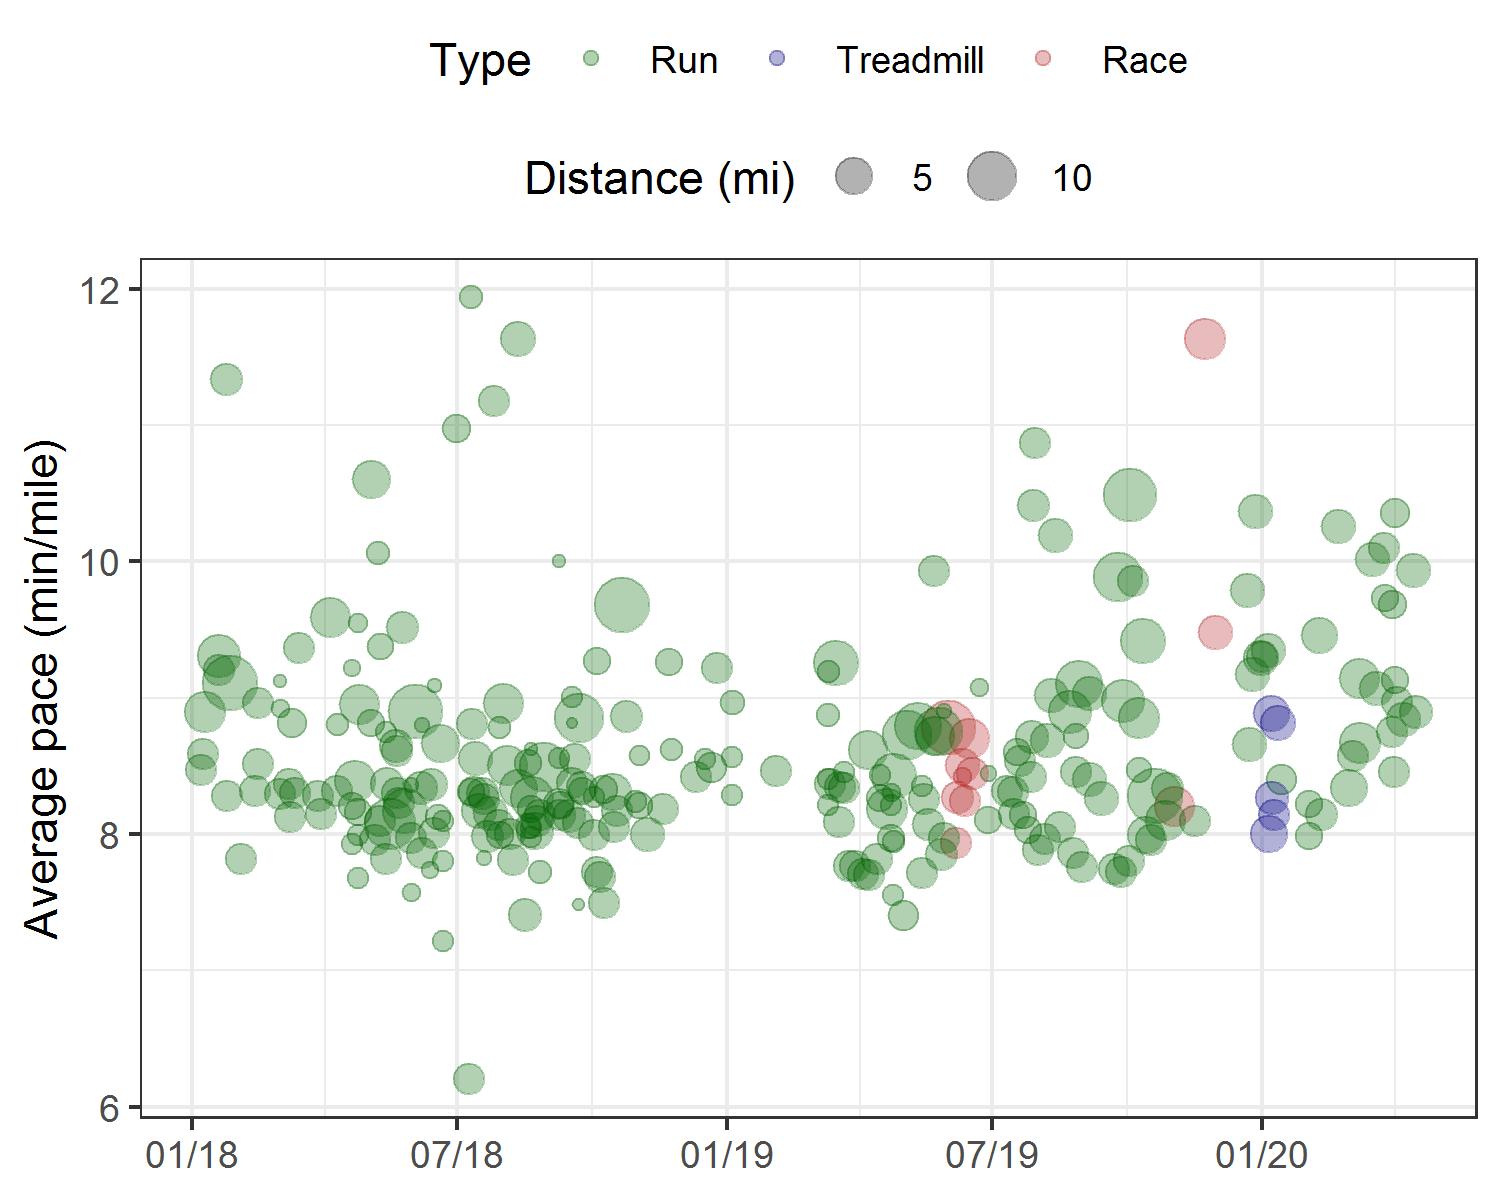 Type Run Treadmill Race
Distance (mi) 5 10
Average pace (min/mile)
12
10
8
6
01/18 07/18 01/19 07/19 01/20